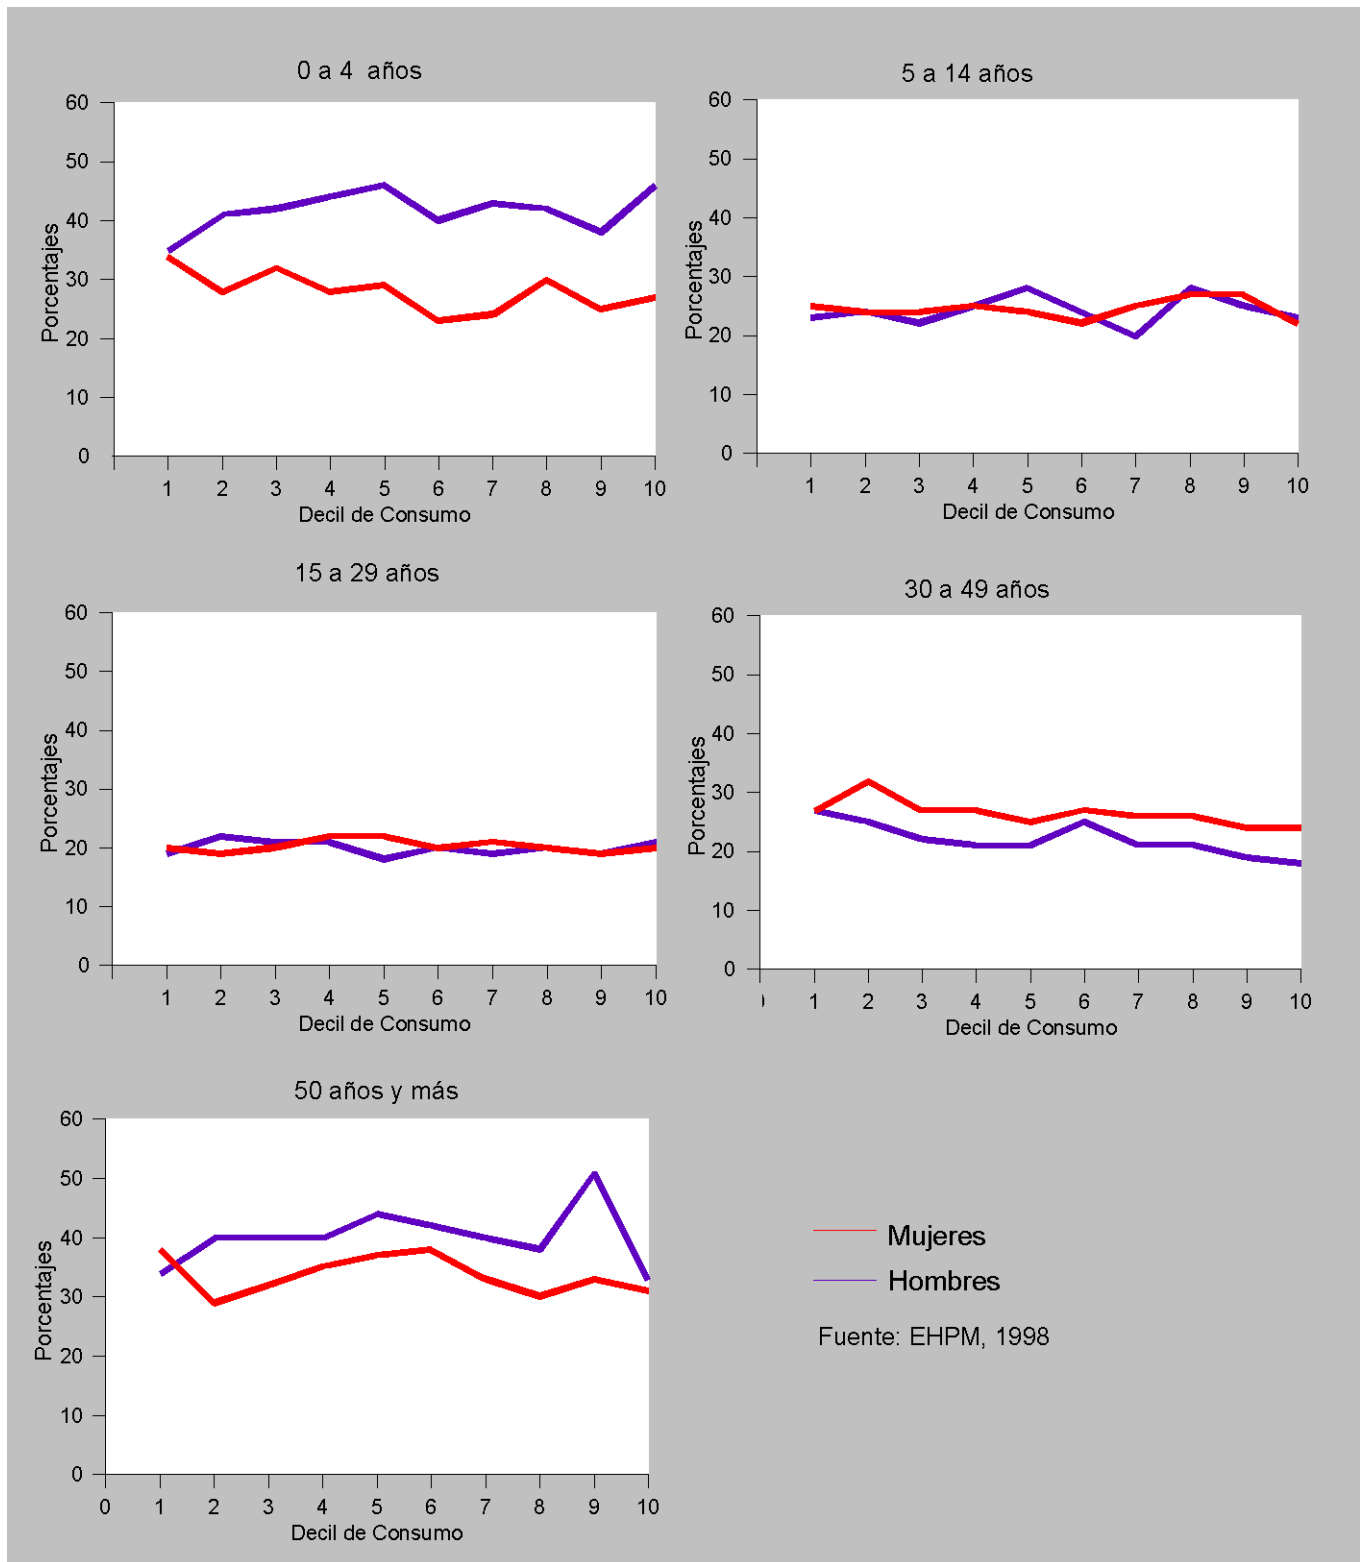 0 a 4 años
60
50
40
30
20
10
0
Porcentajes
1 2 3 4 5 6 7 8 9 10
Decil de Consumo
5 a 14 años
60
50
40
30
20
10
0
Porcentajes
1 2 3 4 5 6 7 8 9 10
Decil de Consumo
15 a 29 años
60
50
40
30
20
10
0
Porcentajes
1 2 3 4 5 6 7 8 9 10
Decil de Consumo
30 a 49 años
60
50
40
30
20
10
0
Porcentajes
1 2 3 4 5 6 7 8 9 10
Decil de Consumo
50 años y más
60
50
40
30
20
10
0
Porcentajes
0 1 2 3 4 5 6 7 8 9 10
Decil de Consumo
Mujeres
Hombres
Fuente: EHPM, 1998